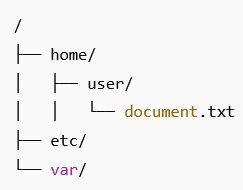 /
├── home/
│   ├── user/
│   │   └── document.txt
├── etc/
└── var/